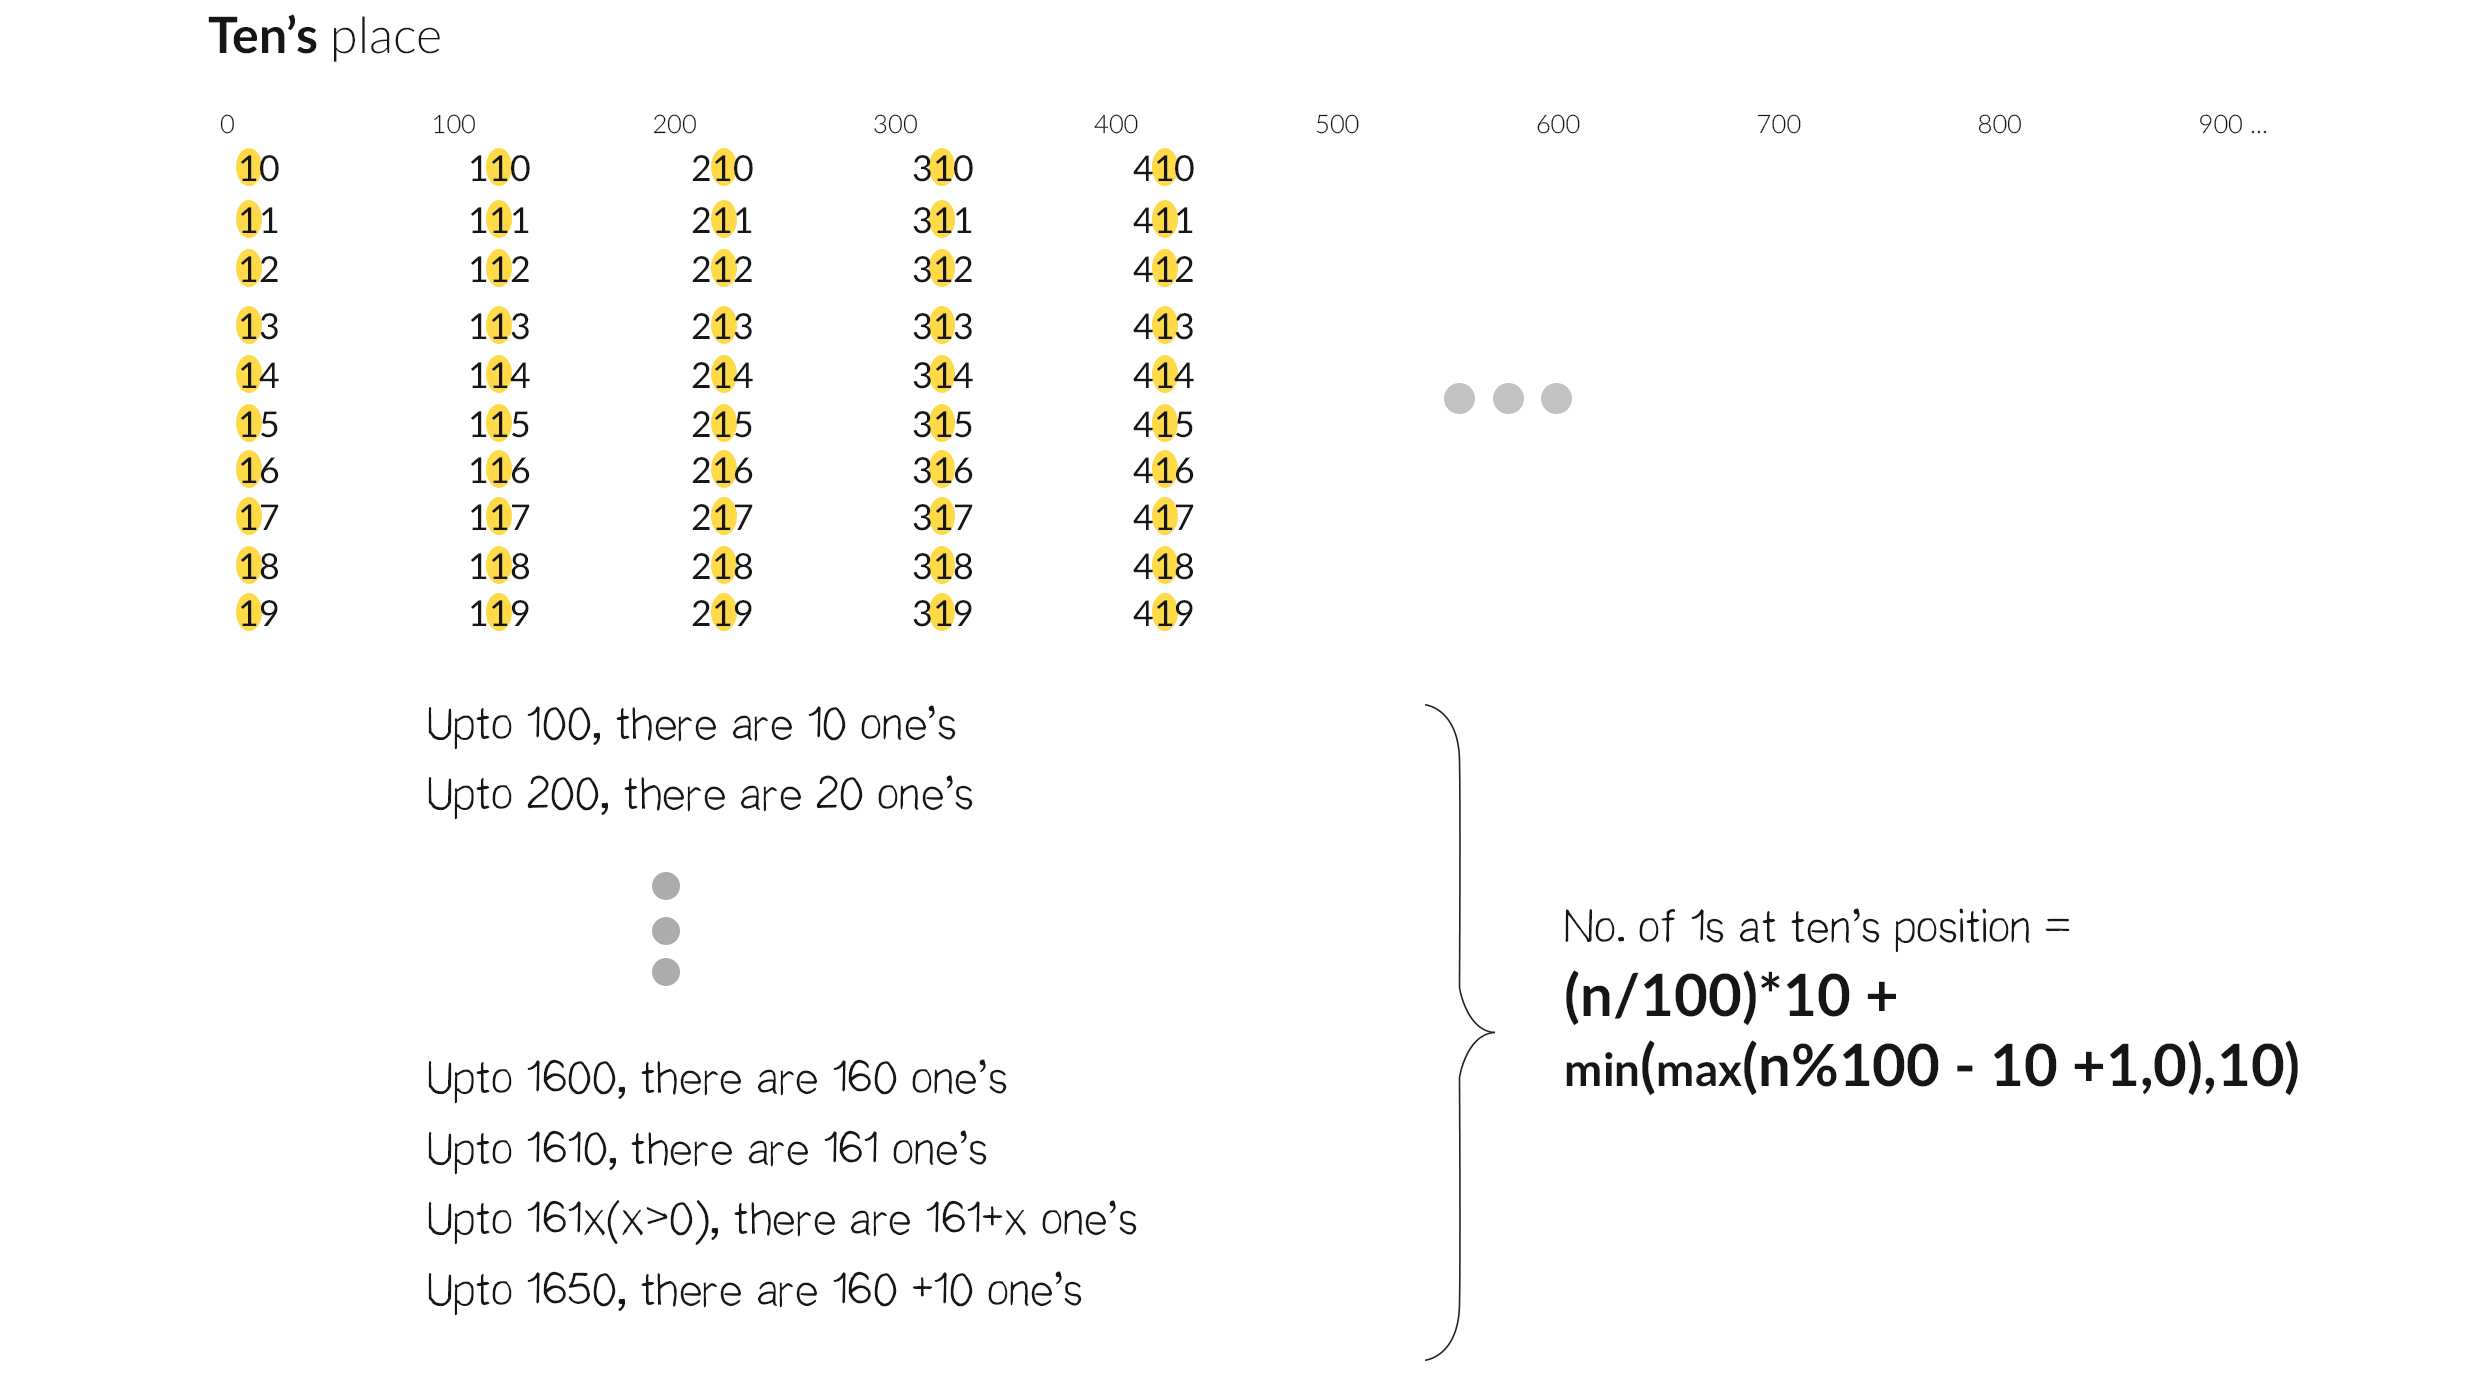 Ten's place
0 100 200 300 400 500 600 700 800 900 ...
10 110 210 310 410
11 111 211 311 411
12 112 212 312 412
13 113 213 313 413
14 114 214 314 414
15 115 215 315 415
16 116 216 316 416
17 117 217 317 417
18 118 218 318 418
19 119 219 319 419
Upto 100, there are 10 one's
Upto 200, there are 20 one's
Upto 1600, there are 160 one's
Upto 1610, there are 161 one's
Upto 161x(x>0), there are 161+x one's
Upto 1650, there are 160 +10 one's
No. of 1s at ten's position =
(n/100)*10 +
min(max(n%100 - 10 +1,0),10)